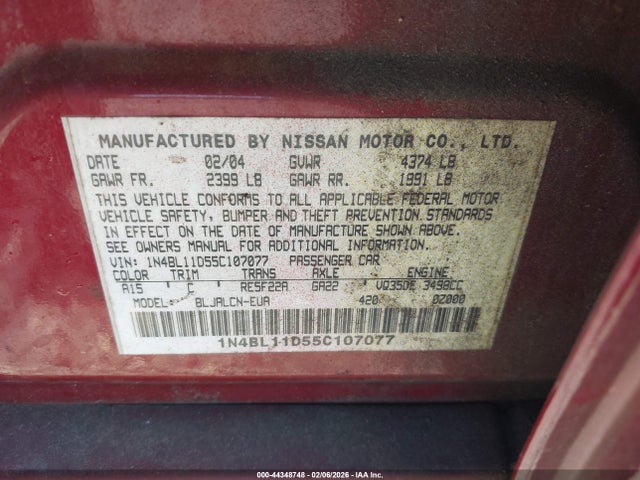 MANUFACTURED BY NISSAN MOTOR CO., LTD.
DATE 02/04 GVWR 4374 LB
GAWR FR. 2399 LB GAWR RR. 1991 LB
THIS VEHICLE CONFORMS TO ALL APPLICABLE FEDERAL MOTOR
VEHICLE SAFETY, BUMPER AND THEFT PREVENTION STANDARDS
IN EFFECT ON THE DATE OF MANUFACTURE SHOWN ABOVE.
SEE OWNERS MANUAL FOR ADDITIONAL INFORMATION.
VIN: 1N4BL11D55C107077 PASSENGER CAR
COLOR TRIM TRANS AXLE ENGINE
A15 C RE5F22A GA22 VQ35DE 3498CC
MODEL: BLJALCN-EUA 420 0Z000
1N4BL11D55C107077
000-44348748 - 02/06/2026 - IAA Inc.